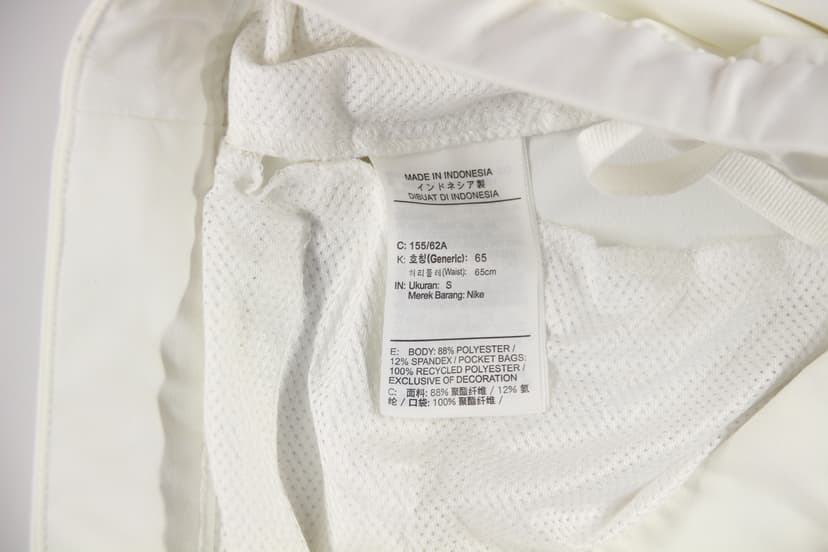 MADE IN INDONESIA
インドネシア製
DIBUAT DI INDONESIA
C: 155/62A
K: 호칭(Generic): 65
허리둘레(Waist): 65cm
IN: Ukuran: S
Merek Barang: Nike
E: BODY: 88% POLYESTER /
12% SPANDEX / POCKET BAGS:
100% RECYCLED POLYESTER /
EXCLUSIVE OF DECORATION
C: 面料: 88% 聚酯纤维 / 12% 氨
纶 / 口袋: 100% 聚酯纤维 /